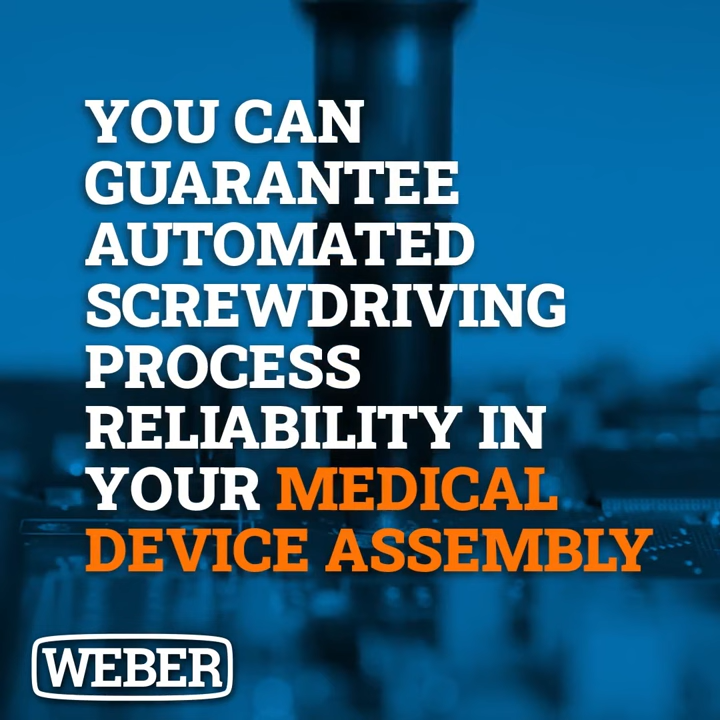 YOU CAN
GUARANTEE
AUTOMATED
SCREWDRIVING
PROCESS
RELIABILITY IN
YOUR MEDICAL
DEVICE ASSEMBLY
WEBER